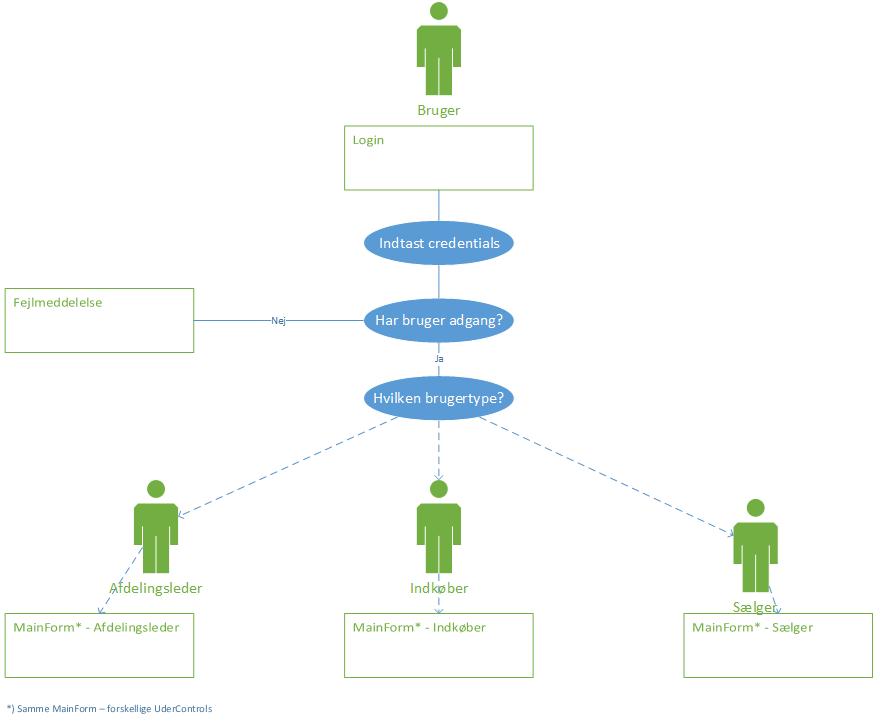 Bruger
Login
Indtast credentials
Fejlmeddelelse
Nej
Har bruger adgang?
Ja
Hvilken brugertype?
Afdelingsleder
Indkøber
Sælger
MainForm* - Afdelingsleder
MainForm* - Indkøber
MainForm* - Sælger
*) Samme MainForm – forskellige UderControls